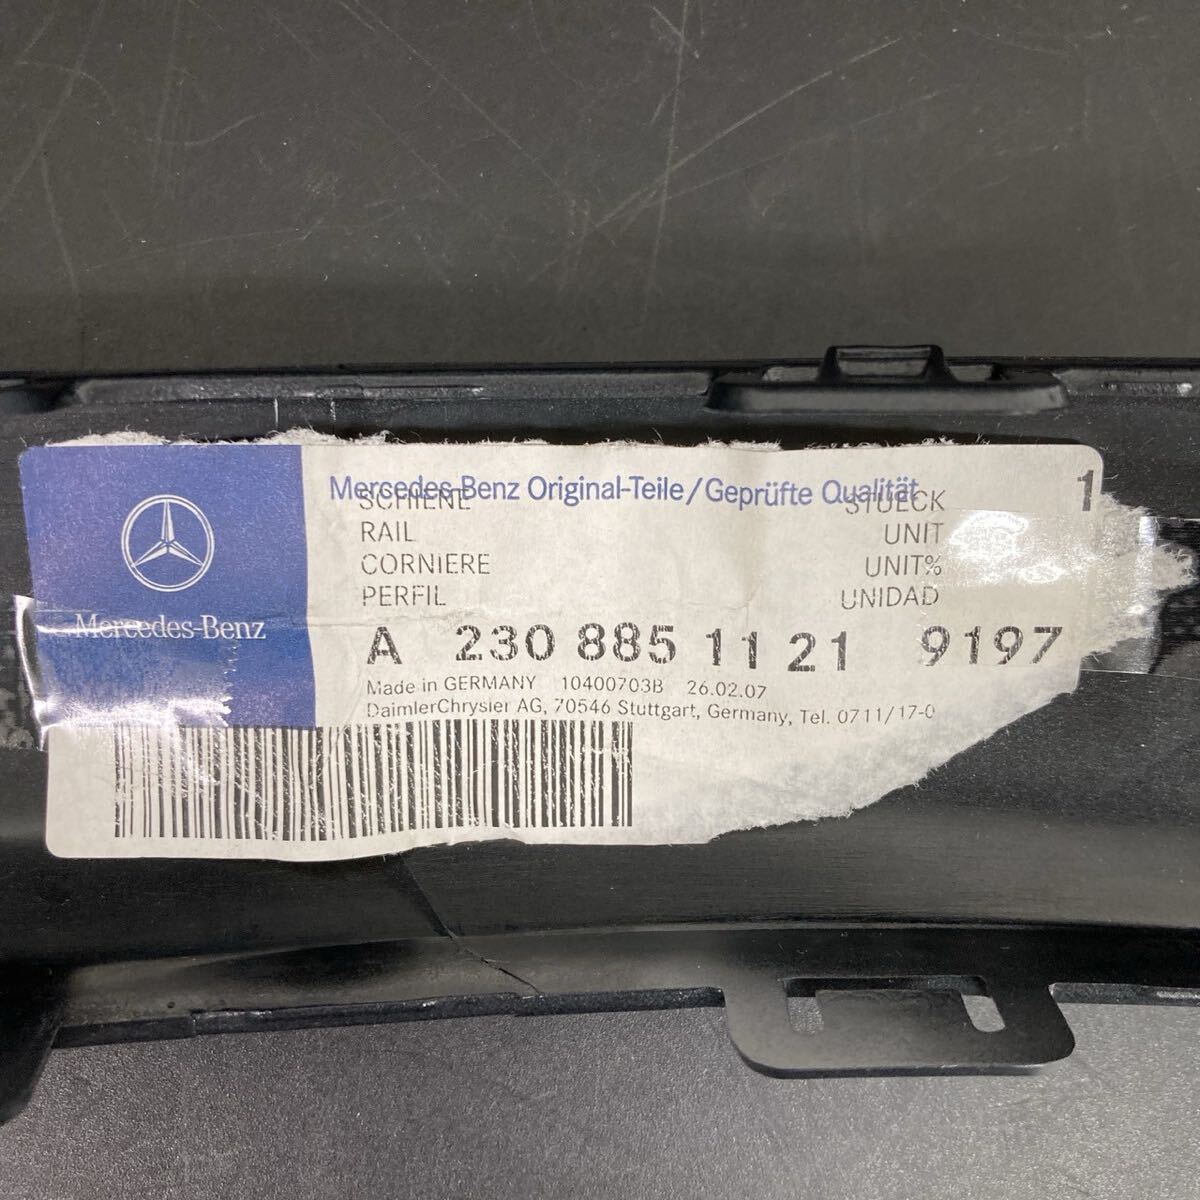 Mercedes-Benz
Mercedes-Benz Original-Teile/Geprüfte Qualität
SCHIENE STUECK 1
RAIL UNIT
CORNIERE UNIT%
PERFIL UNIDAD
A 230 885 11 21 9197
Made in GERMANY 10400703B 26.02.07
DaimlerChrysler AG, 70546 Stuttgart, Germany, Tel. 0711/17-0